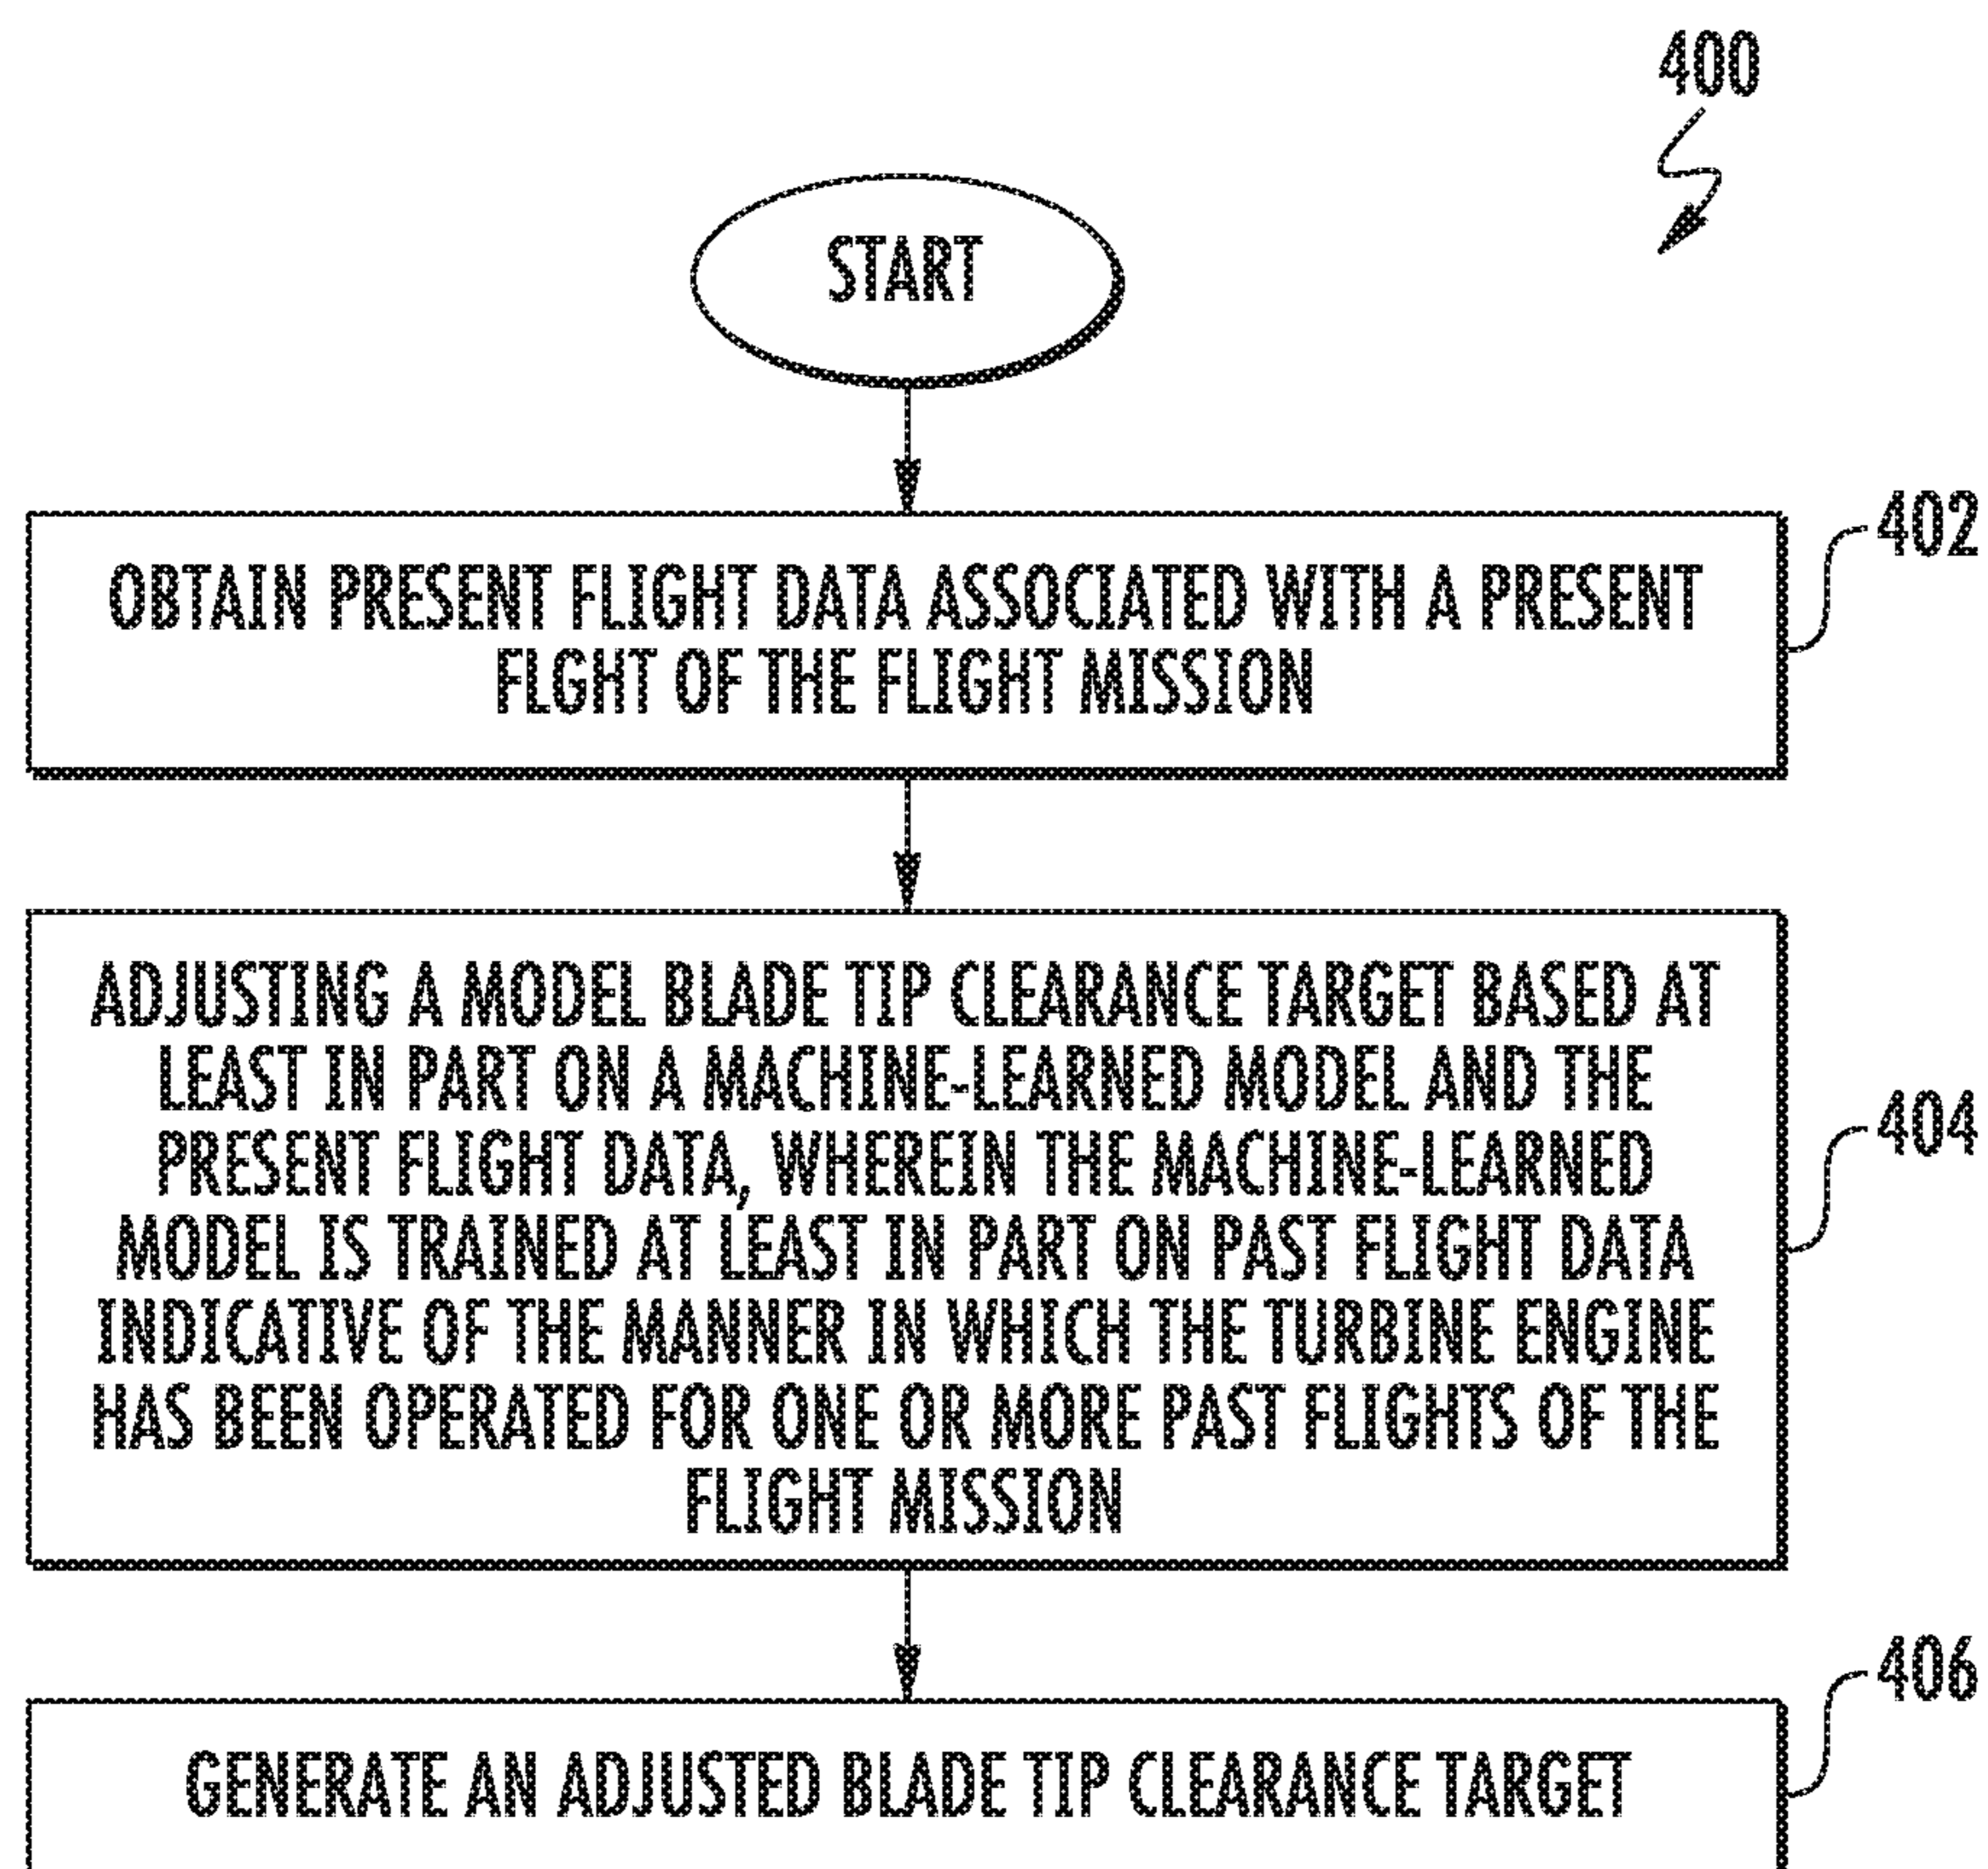 400
START
402
OBTAIN PRESENT FLIGHT DATA ASSOCIATED WITH A PRESENT
FLGHT OF THE FLIGHT MISSION
ADJUSTING A MODEL BLADE TIP CLEARANCE TARGET BASED AT
LEAST IN PART ON A MACHINE-LEARNED MODEL AND THE
PRESENT FLIGHT DATA, WHEREIN THE MACHINE-LEARNED
MODEL IS TRAINED AT LEAST IN PART ON PAST FLIGHT DATA
INDICATIVE OF THE MANNER IN WHICH THE TURBINE ENGINE
HAS BEEN OPERATED FOR ONE OR MORE PAST FLIGHTS OF THE
FLIGHT MISSION
404
406
GENERATE AN ADJUSTED BLADE TIP CLEARANCE TARGET